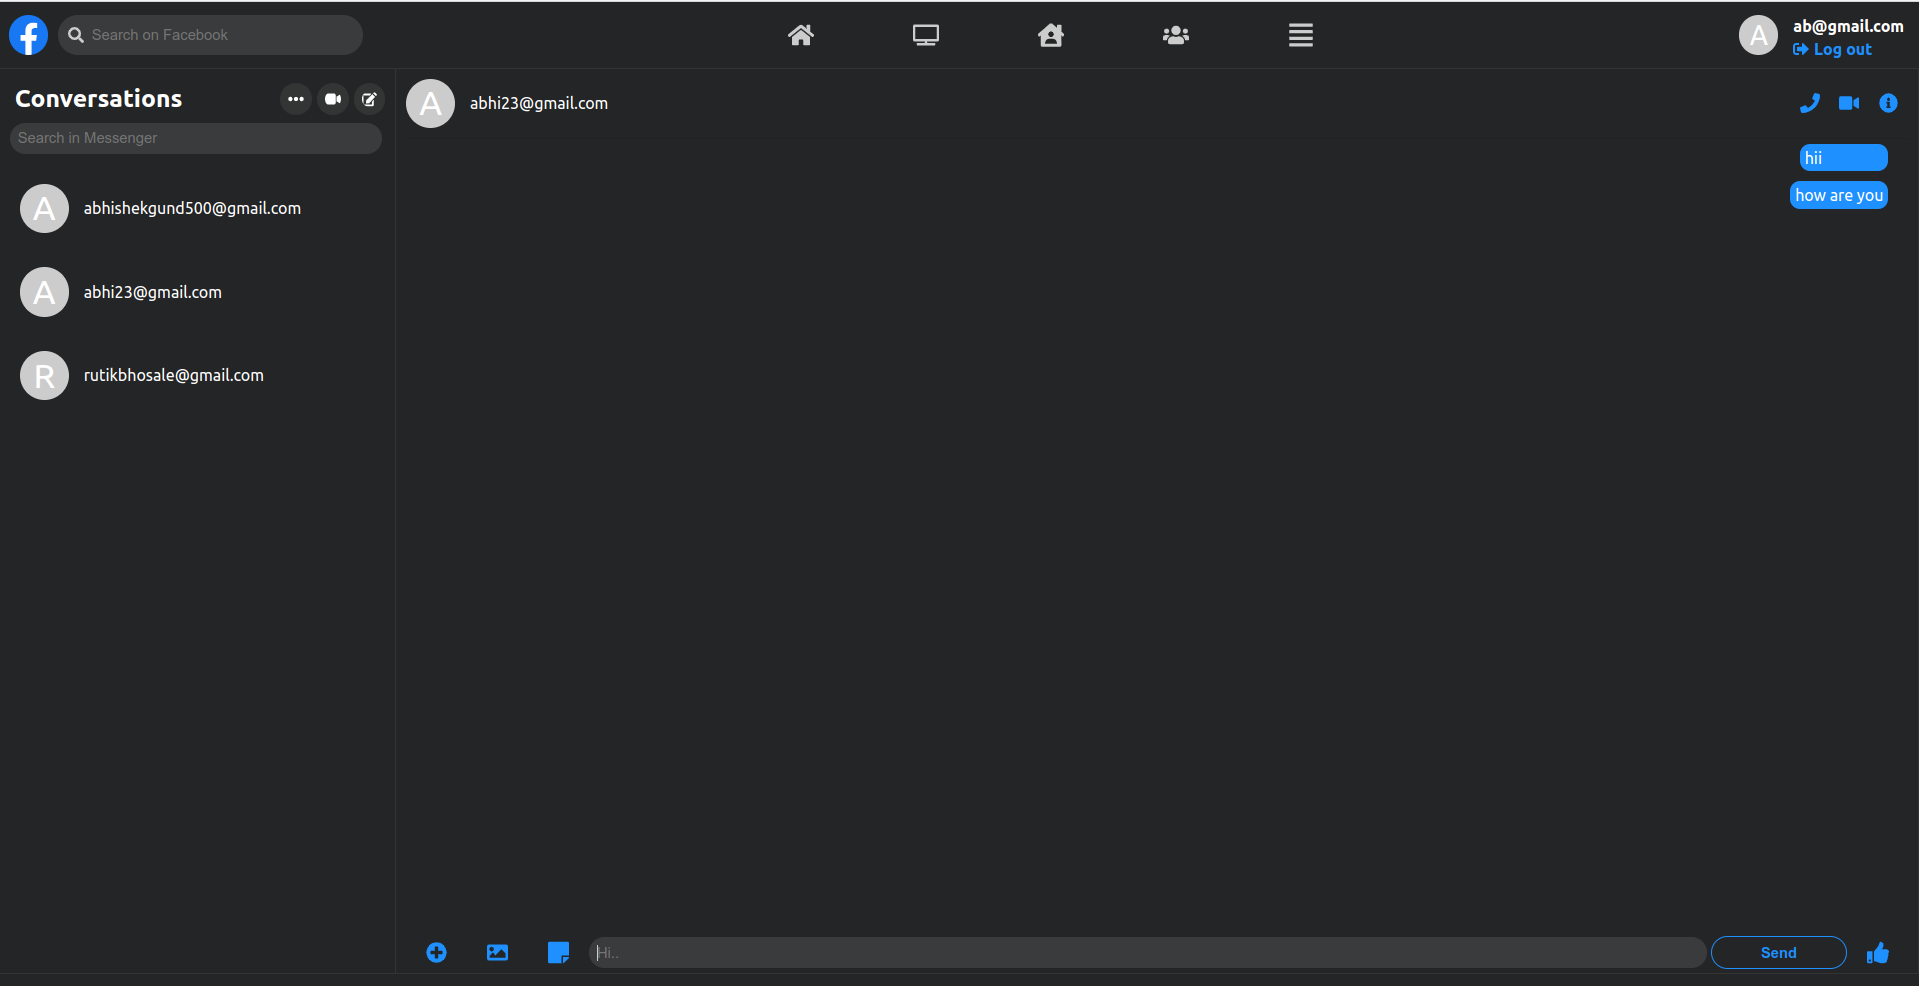 Search on Facebook
ab@gmail.com
Log out
Conversations
Search in Messenger
A abhishekgund500@gmail.com
A abhi23@gmail.com
R rutikbhosale@gmail.com
A abhi23@gmail.com
A
hii
how are you
Hi..
Send